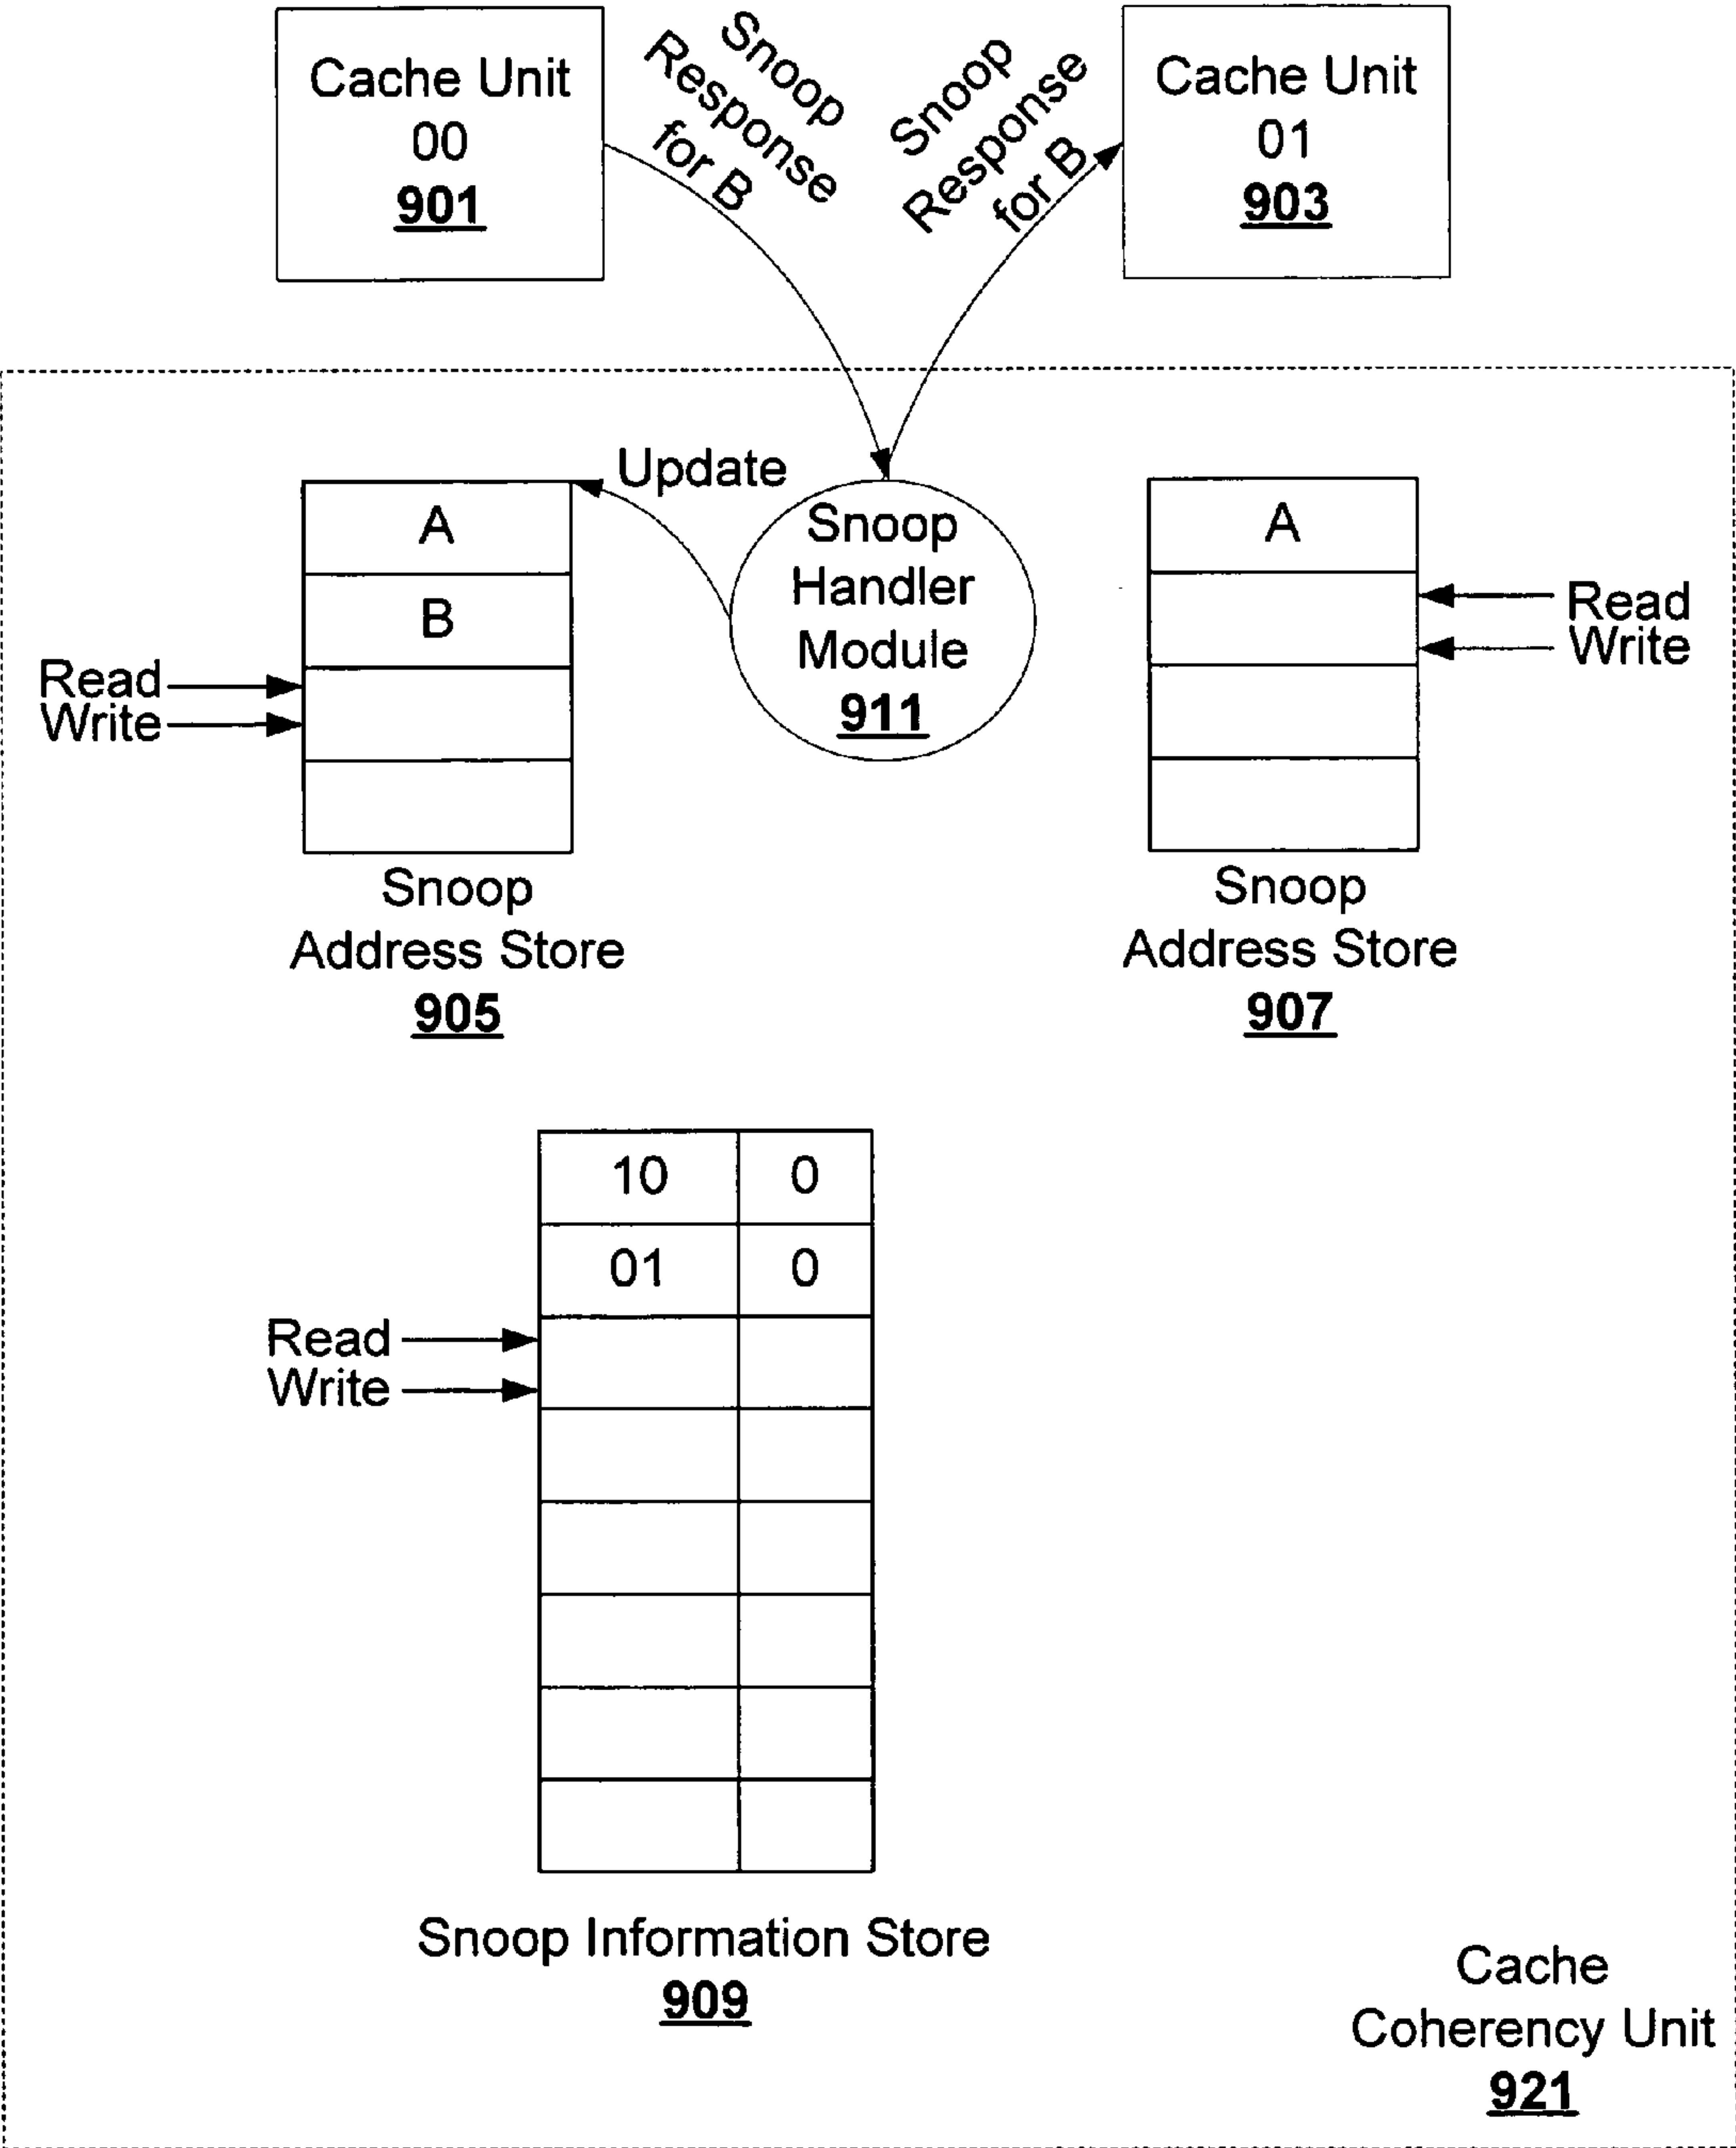 Cache Unit
00
901
Snoop
Response
for B
Snoop
Response
for B
Cache Unit
01
903
Update
A
B
Read
Write
Snoop
Address Store
905
Snoop
Handler
Module
911
A
Read
Write
Snoop
Address Store
907
10 0
01 0
Read
Write
Snoop Information Store
909
Cache
Coherency Unit
921